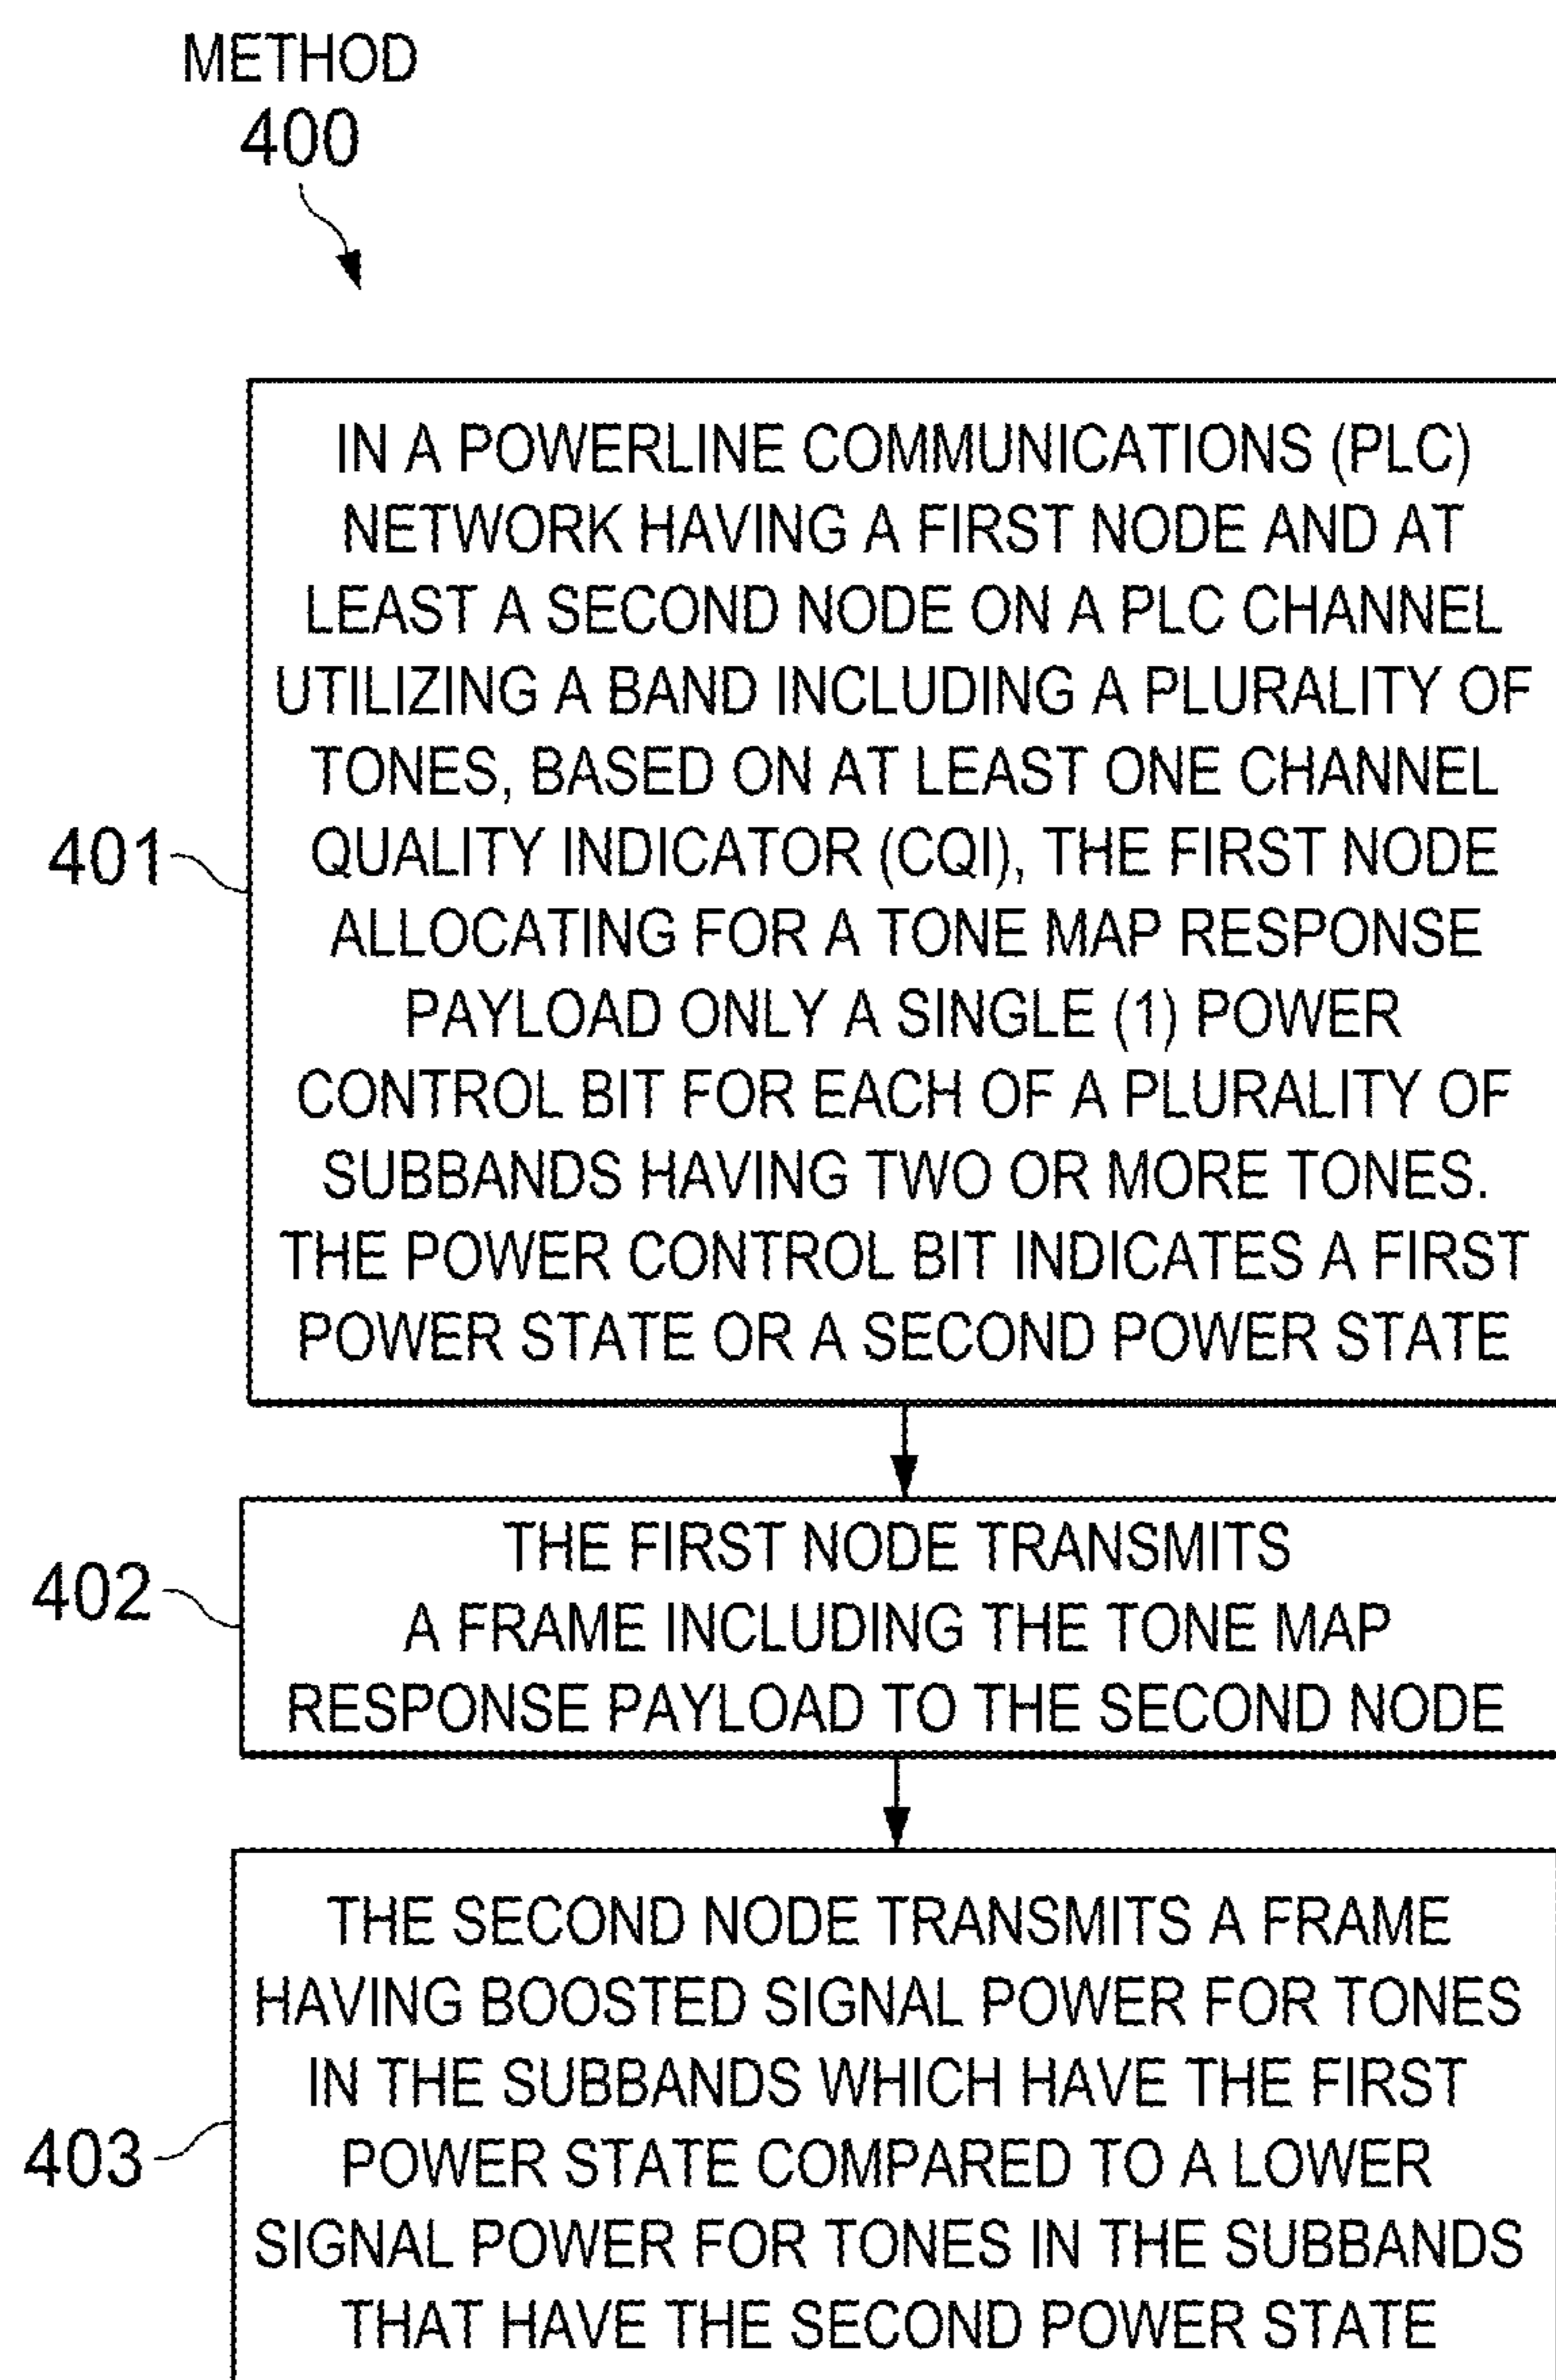 METHOD
400
IN A POWERLINE COMMUNICATIONS (PLC)
NETWORK HAVING A FIRST NODE AND AT
LEAST A SECOND NODE ON A PLC CHANNEL
UTILIZING A BAND INCLUDING A PLURALITY OF
TONES, BASED ON AT LEAST ONE CHANNEL
401
QUALITY INDICATOR (CQI), THE FIRST NODE
ALLOCATING FOR A TONE MAP RESPONSE
PAYLOAD ONLY A SINGLE (1) POWER
CONTROL BIT FOR EACH OF A PLURALITY OF
SUBBANDS HAVING TWO OR MORE TONES.
THE POWER CONTROL BIT INDICATES A FIRST
POWER STATE OR A SECOND POWER STATE
402
THE FIRST NODE TRANSMITS
A FRAME INCLUDING THE TONE MAP
RESPONSE PAYLOAD TO THE SECOND NODE
403
THE SECOND NODE TRANSMITS A FRAME
HAVING BOOSTED SIGNAL POWER FOR TONES
IN THE SUBBANDS WHICH HAVE THE FIRST
POWER STATE COMPARED TO A LOWER
SIGNAL POWER FOR TONES IN THE SUBBANDS
THAT HAVE THE SECOND POWER STATE